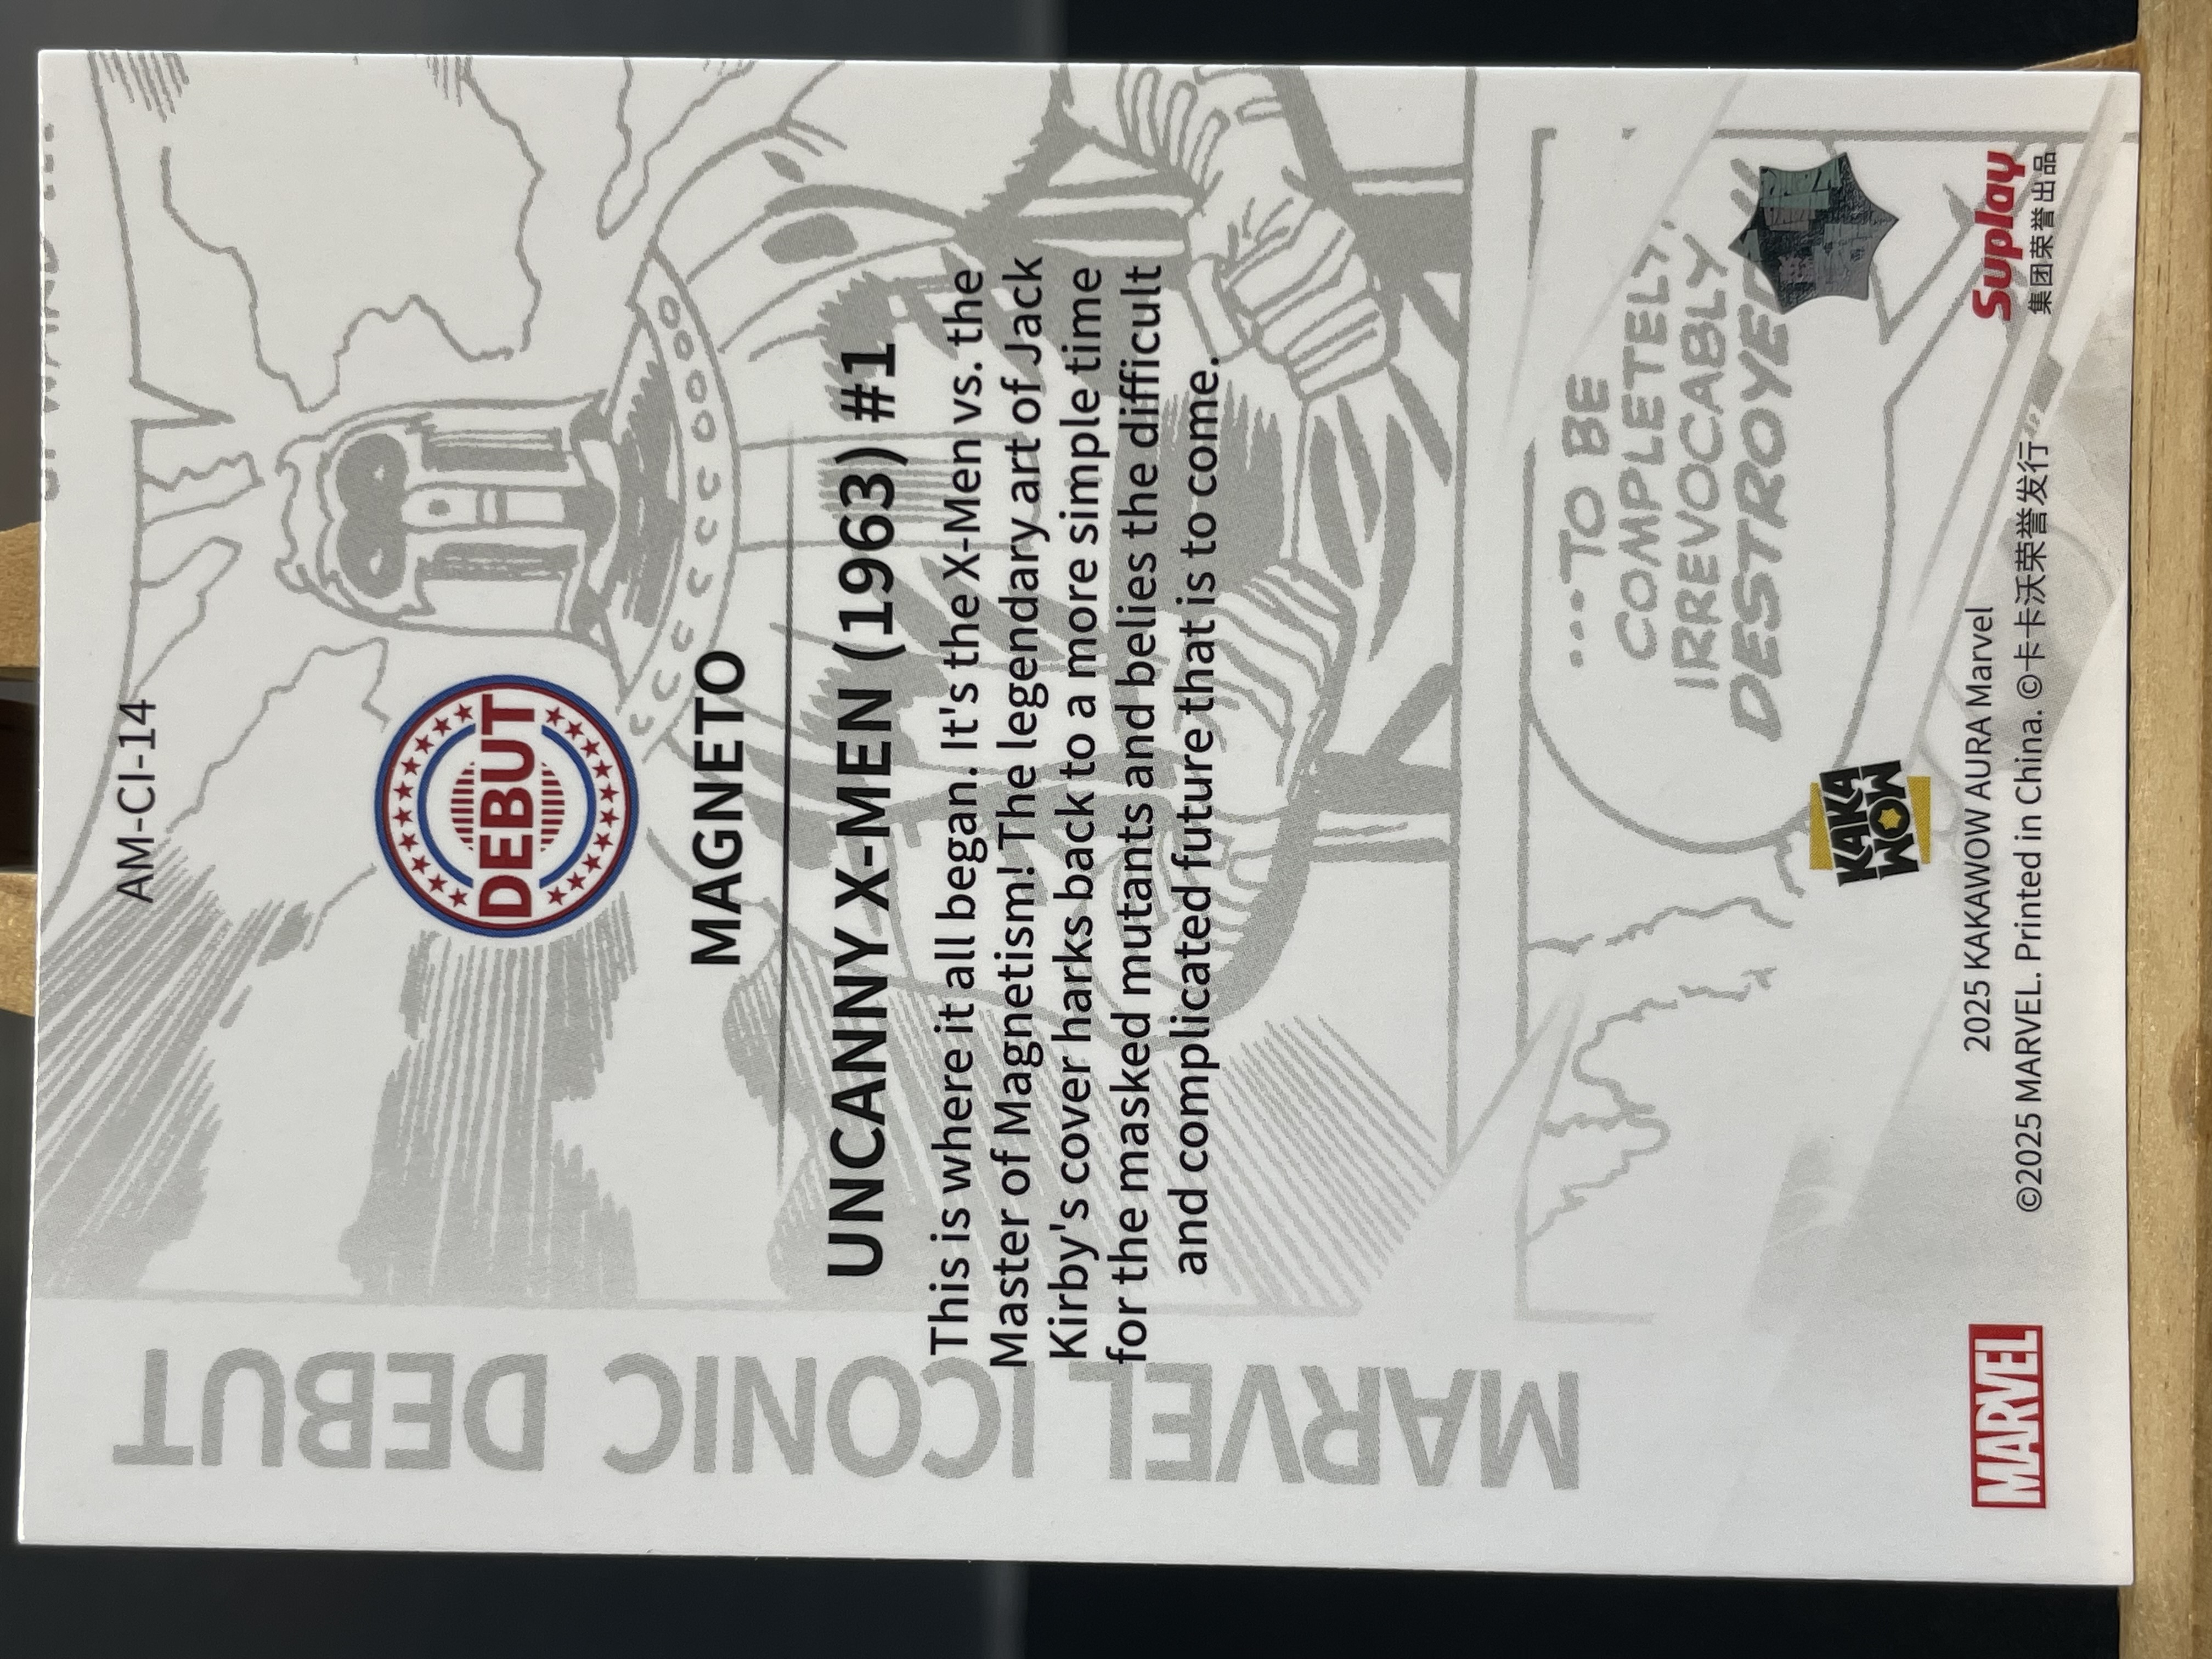 AM-CI-14
DEBUT
MAGNETO
UNCANNY X-MEN (1963) #1
This is where it all began. It's the X-Men vs. the
Master of Magnetism! The legendary art of Jack
Kirby's cover harks back to a more simple time
for the masked mutants and belies the difficult
and complicated future that is to come.
MARVEL ICONIC DEBUT
....TO BE
COMPLETELY,
IRREVOCABLY
DESTROYED
KAKA
WOW
2025 KAKAWOW AURA Marvel
©2025 MARVEL. Printed in China. ©卡卡沃荣誉发行
MARVEL
Suplay
集团荣誉出品